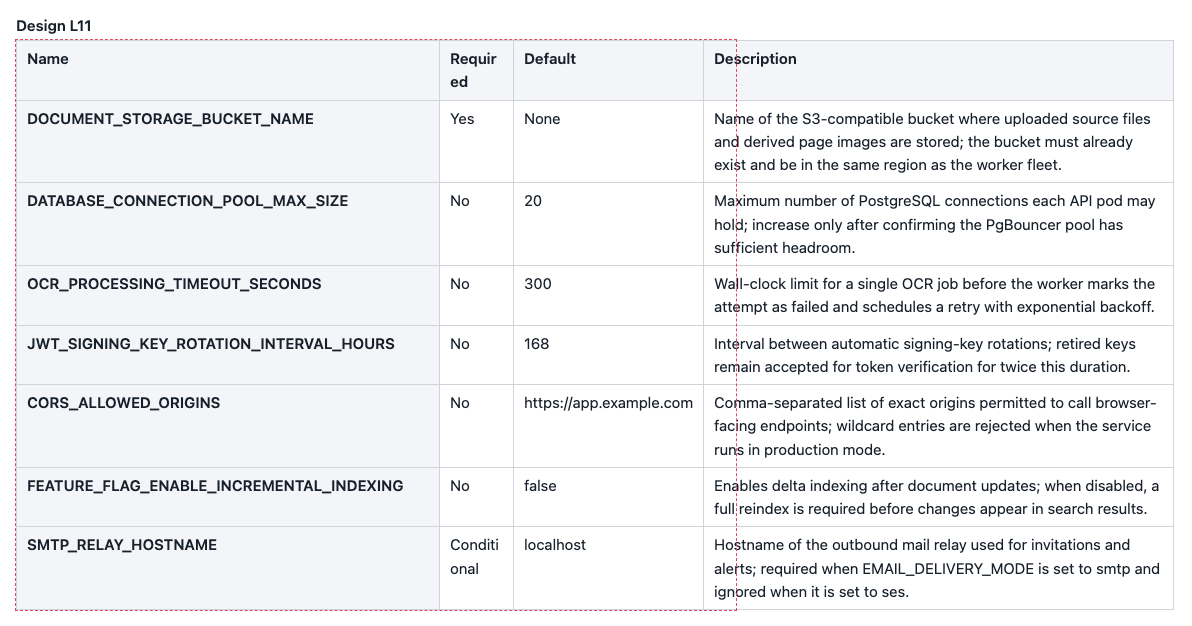 Design L11
Name Requir Default Description
ed
DOCUMENT_STORAGE_BUCKET_NAME Yes None Name of the S3-compatible bucket where uploaded source files
and derived page images are stored; the bucket must already
exist and be in the same region as the worker fleet.
DATABASE_CONNECTION_POOL_MAX_SIZE No 20 Maximum number of PostgreSQL connections each API pod may
hold; increase only after confirming the PgBouncer pool has
sufficient headroom.
OCR_PROCESSING_TIMEOUT_SECONDS No 300 Wall-clock limit for a single OCR job before the worker marks the
attempt as failed and schedules a retry with exponential backoff.
JWT_SIGNING_KEY_ROTATION_INTERVAL_HOURS No 168 Interval between automatic signing-key rotations; retired keys
remain accepted for token verification for twice this duration.
CORS_ALLOWED_ORIGINS No https://app.example.com Comma-separated list of exact origins permitted to call browser-
facing endpoints; wildcard entries are rejected when the service
runs in production mode.
FEATURE_FLAG_ENABLE_INCREMENTAL_INDEXING No false Enables delta indexing after document updates; when disabled, a
full reindex is required before changes appear in search results.
SMTP_RELAY_HOSTNAME Conditi localhost Hostname of the outbound mail relay used for invitations and
onal alerts; required when EMAIL_DELIVERY_MODE is set to smtp and
ignored when it is set to ses.